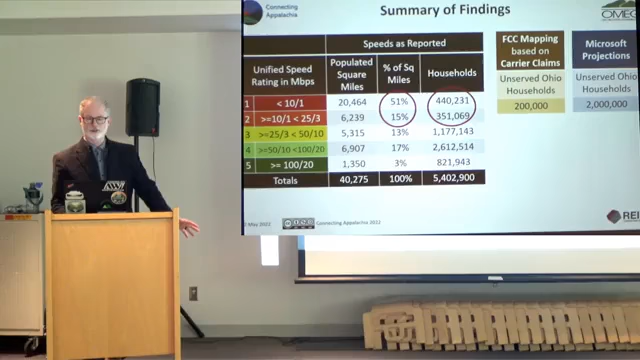 Connecting
Appalachia
Summary of Findings
OMEG
Speeds as Reported
Unified Speed
Rating in Mbps
Populated
Square
Miles
% of Sq
Miles
Households
1 < 10/1 20,464 51% 440,231
2 >=10/1 < 25/3 6,239 15% 351,069
3 >=25/3 < 50/10 5,315 13% 1,177,143
4 >=50/10 <100/20 6,907 17% 2,612,514
5 >= 100/20 1,350 3% 821,943
Totals 40,275 100% 5,402,900
FCC Mapping
based on
Carrier Claims
Unserved Ohio
Households
200,000
Microsoft
Projections
Unserved Ohio
Households
2,000,000
May 2022
Connecting Appalachia 2022
REI